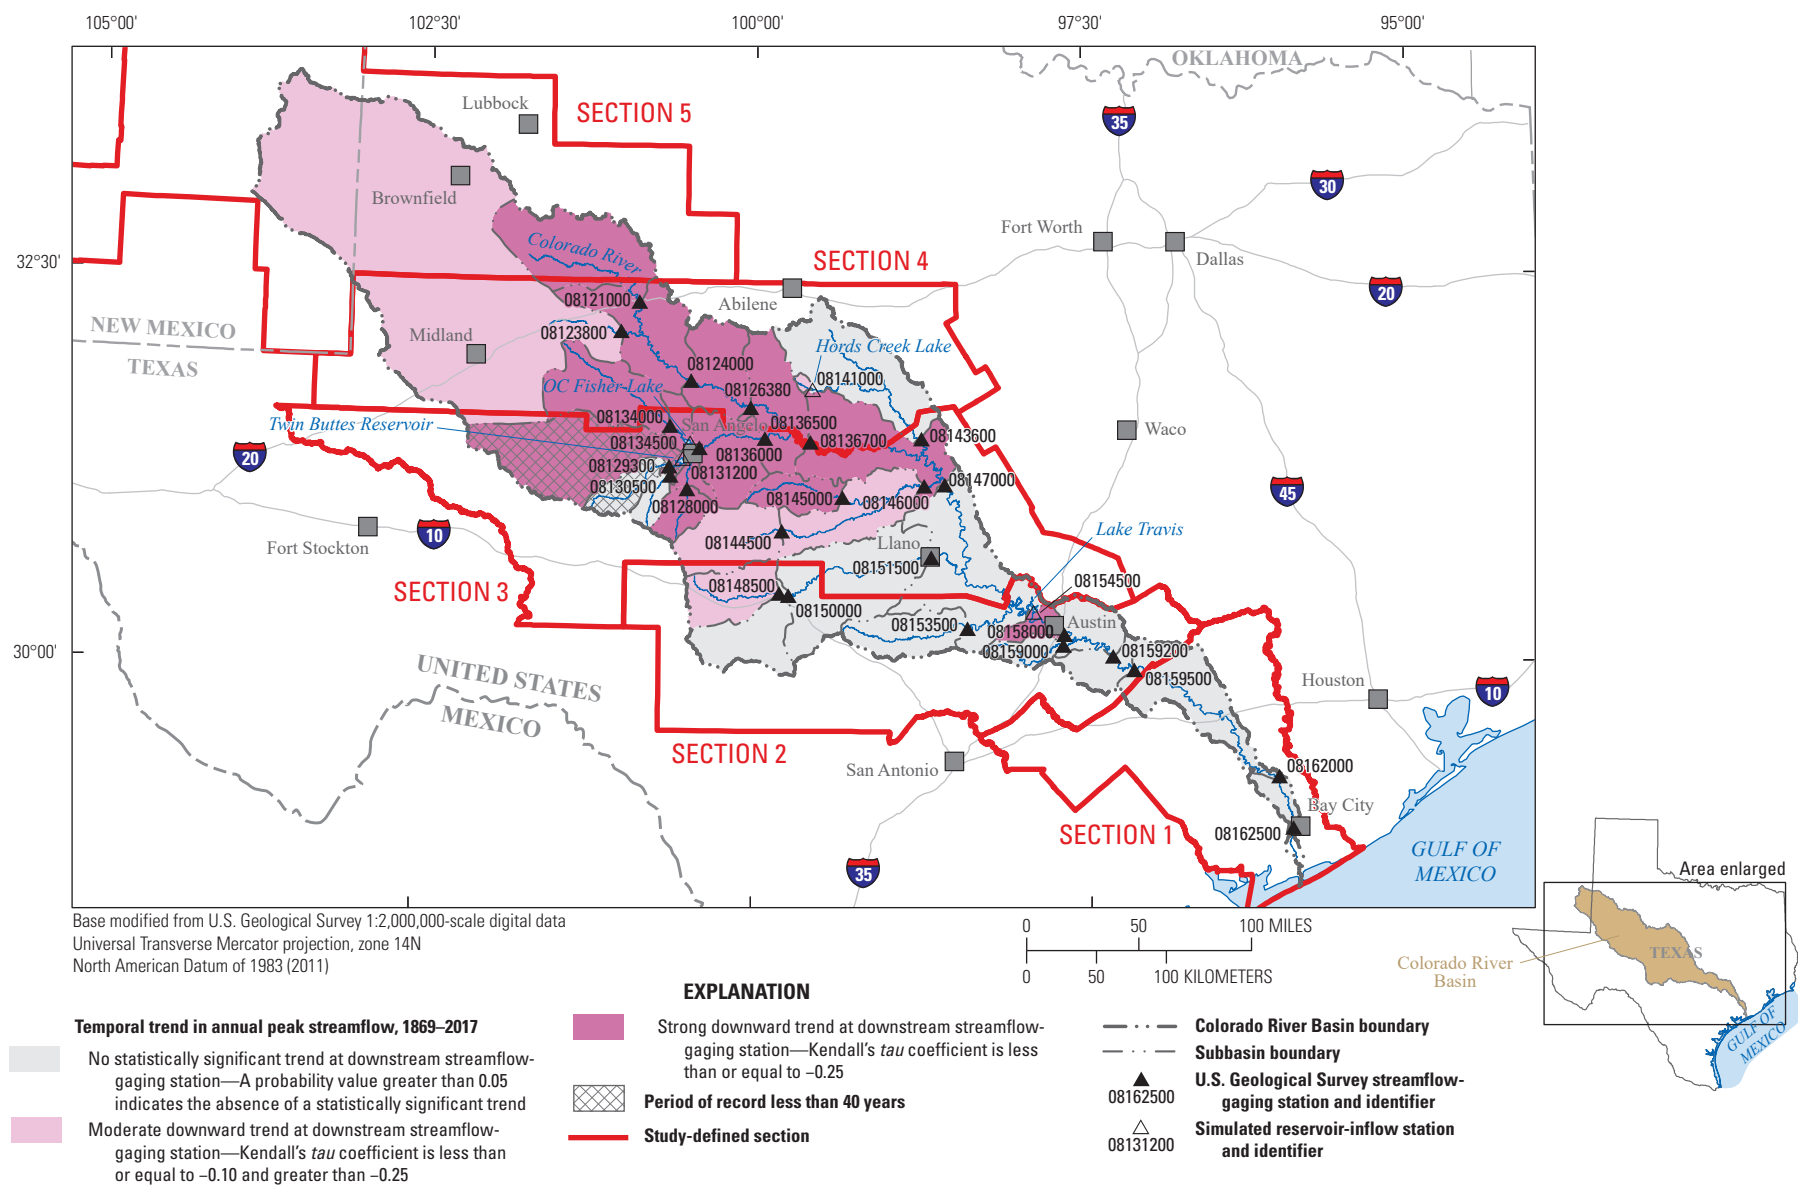 105°00'
102°30'
100°00'
97°30'
95°00'
OKLAHOMA
Lubbock
SECTION 5
35
30
Brownfield
Fort Worth
Dallas
Colorado River
32°30'
SECTION 4
20
08121000
Abilene
NEW MEXICO
TEXAS
08123800
Midland
Hords Creek Lake
08124000
OC Fisher Lake
08126380
08141000
Twin Buttes Reservoir
08134000
San Angelo
08136500
08134500
08136700
08143600
Waco
20
08129300
08136000
08131200
08130500
08147000
45
08128000
08145000
08146000
10
Fort Stockton
08144500
Llano
Lake Travis
08151500
SECTION 3
08148500
08154500
08150000
08153500
08158000
Austin
30°00'
08159000
08159200
08159500
UNITED STATES
MEXICO
Houston
10
SECTION 2
San Antonio
08162000
Bay City
SECTION 1
08162500
35
GULF OF
MEXICO
Area enlarged
TEXAS
Colorado River
Basin
GULF OF
MEXICO
Base modified from U.S. Geological Survey 1:2,000,000-scale digital data
Universal Transverse Mercator projection, zone 14N
North American Datum of 1983 (2011)
0 50 100 MILES
0 50 100 KILOMETERS
EXPLANATION
Temporal trend in annual peak streamflow, 1869–2017
No statistically significant trend at downstream streamflow-
gaging station—A probability value greater than 0.05
indicates the absence of a statistically significant trend
Moderate downward trend at downstream streamflow-
gaging station—Kendall's tau coefficient is less than
or equal to −0.10 and greater than −0.25
Strong downward trend at downstream streamflow-
gaging station—Kendall's tau coefficient is less
than or equal to −0.25
Period of record less than 40 years
Study-defined section
Colorado River Basin boundary
Subbasin boundary
U.S. Geological Survey streamflow-
gaging station and identifier
08162500
Simulated reservoir-inflow station
and identifier
08131200